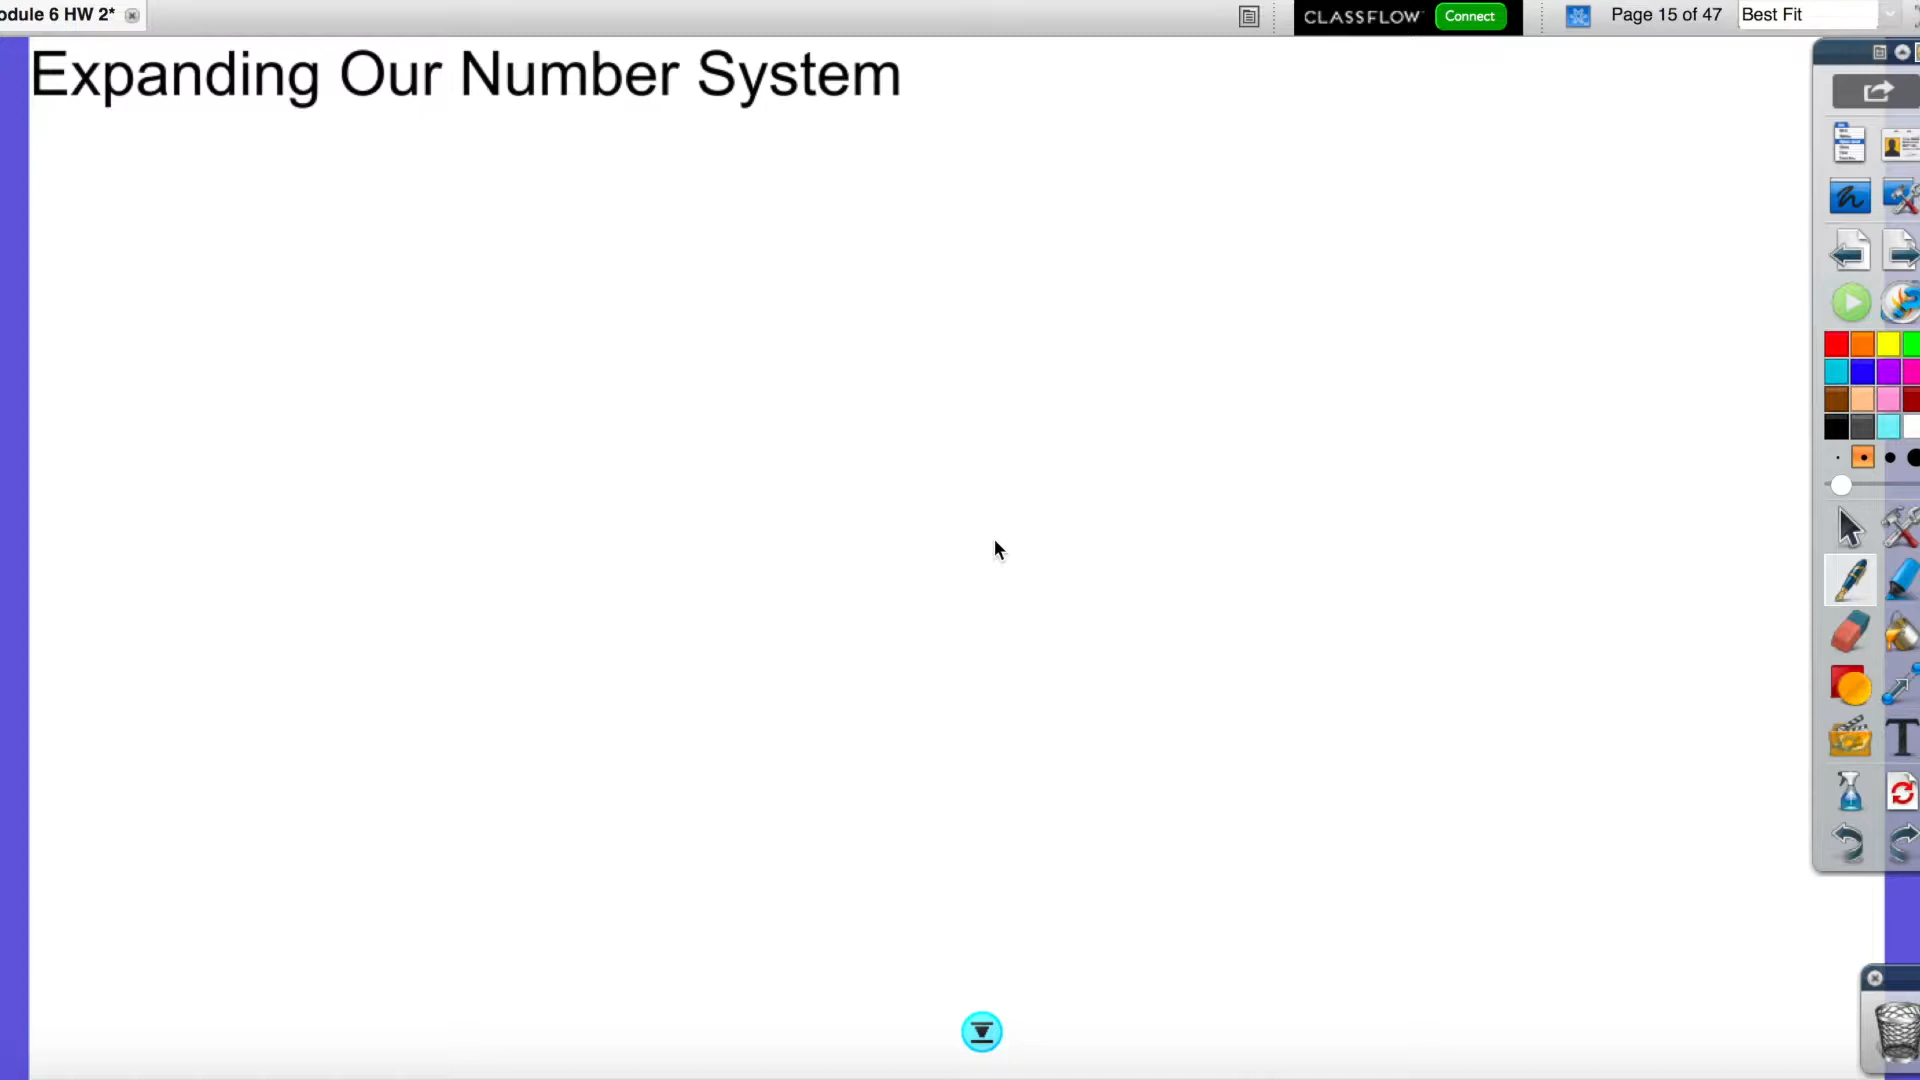 odule 6 HW 2*
CLASSFLOW Connect Page 15 of 47 Best Fit
Expanding Our Number System
T